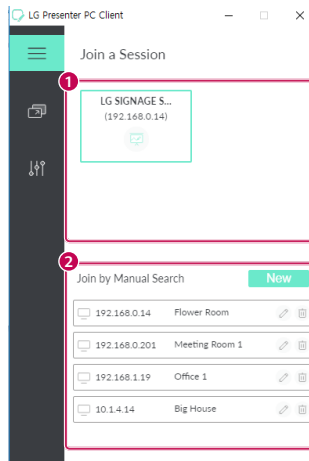 LG Presenter PC Client
Join a Session
1
LG SIGNAGE S...
(192.168.0.14)
2
Join by Manual Search
New
192.168.0.14 Flower Room
192.168.0.201 Meeting Room 1
192.168.1.19 Office 1
10.1.4.14 Big House